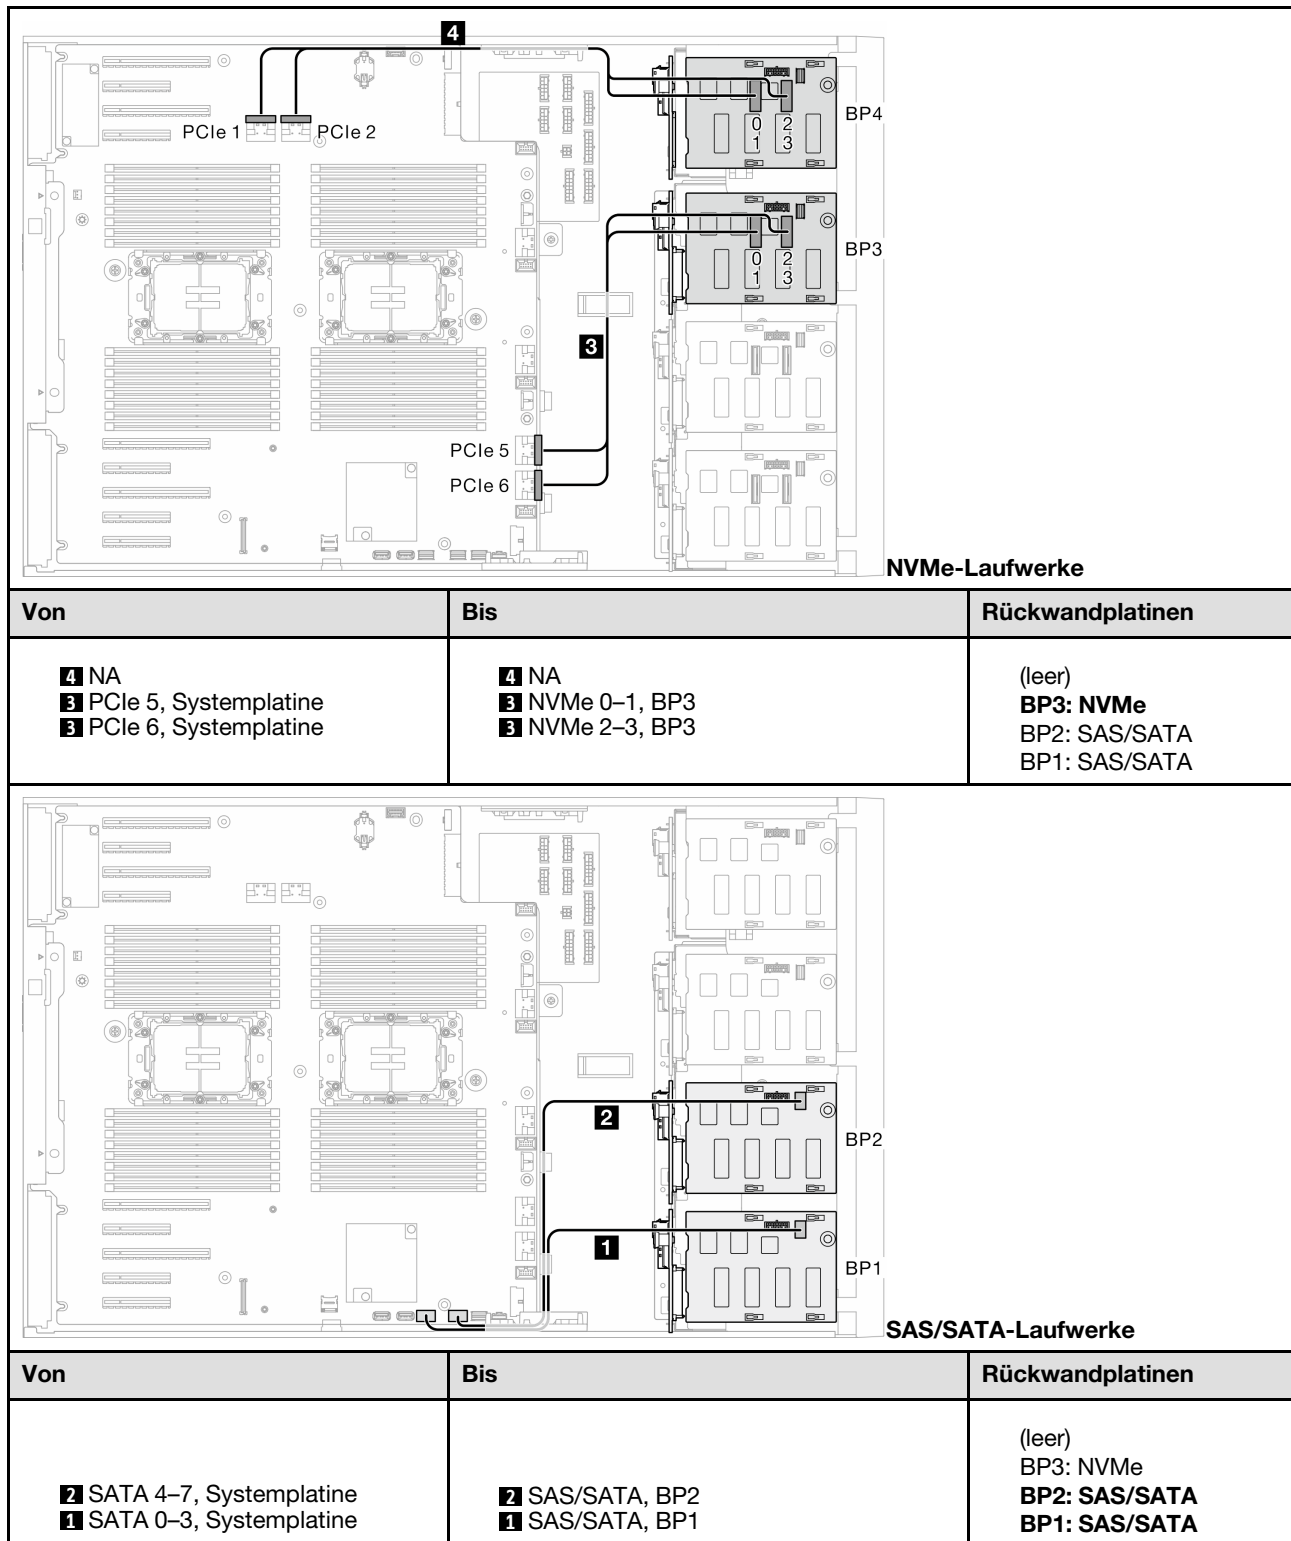 4
PCIe 1
PCIe 2
0 2
1 3
BP4
0 2
1 3
BP3
3
PCIe 5
PCIe 6
NVMe-Laufwerke
Von Bis Rückwandplatinen
4 NA
3 PCIe 5, Systemplatine
3 PCIe 6, Systemplatine
4 NA
3 NVMe 0–1, BP3
3 NVMe 2–3, BP3
(leer)
BP3: NVMe
BP2: SAS/SATA
BP1: SAS/SATA
2
BP2
1
BP1
SAS/SATA-Laufwerke
Von Bis Rückwandplatinen
2 SATA 4–7, Systemplatine
1 SATA 0–3, Systemplatine
2 SAS/SATA, BP2
1 SAS/SATA, BP1
(leer)
BP3: NVMe
BP2: SAS/SATA
BP1: SAS/SATA